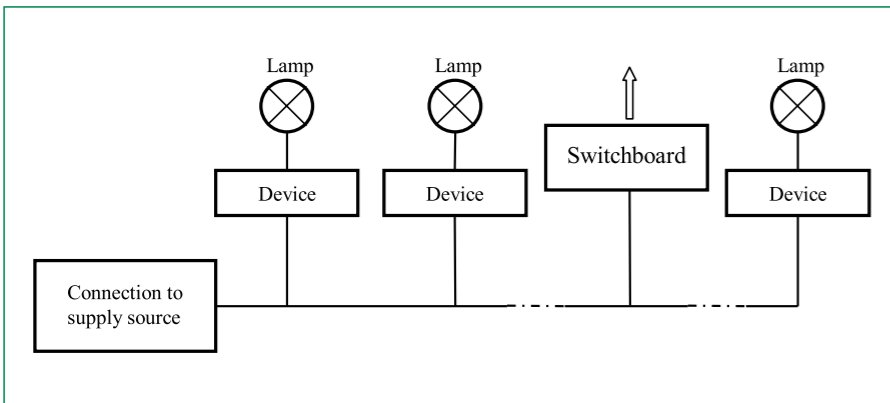 Lamp
Lamp
Lamp
Switchboard
Device
Device
Device
Connection to
supply source